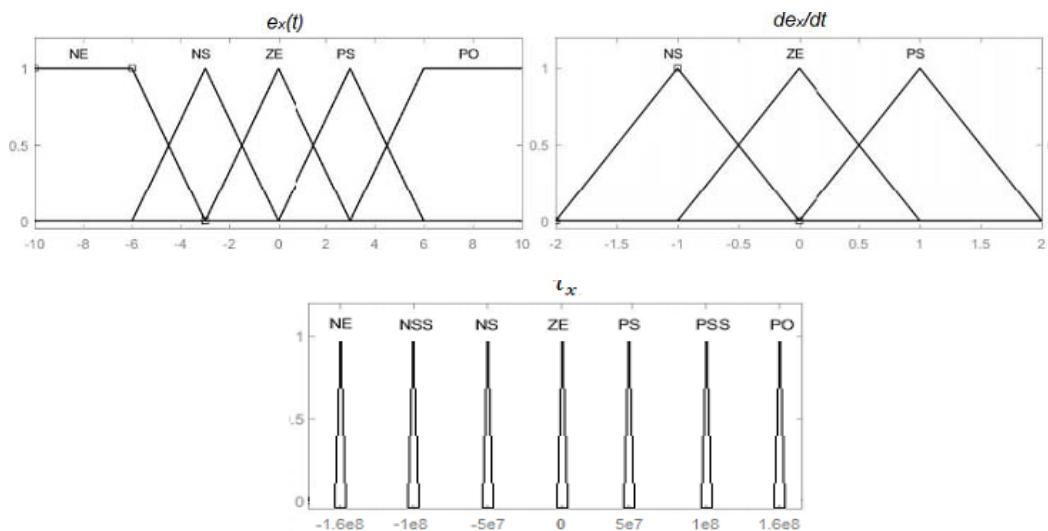 eₓ(t)
NE NS ZE PS PO
1
0.5
0
-10 -8 -6 -4 -2 0 2 4 6 8 10
deₓ/dt
NS ZE PS
1
0.5
0
-2 -1.5 -1 -0.5 0 0.5 1 1.5 2
NE NSS NS ZE PS PSS PO
1
.5
0
-1.6e8 -1e8 -5e7 0 5e7 1e8 1.6e8